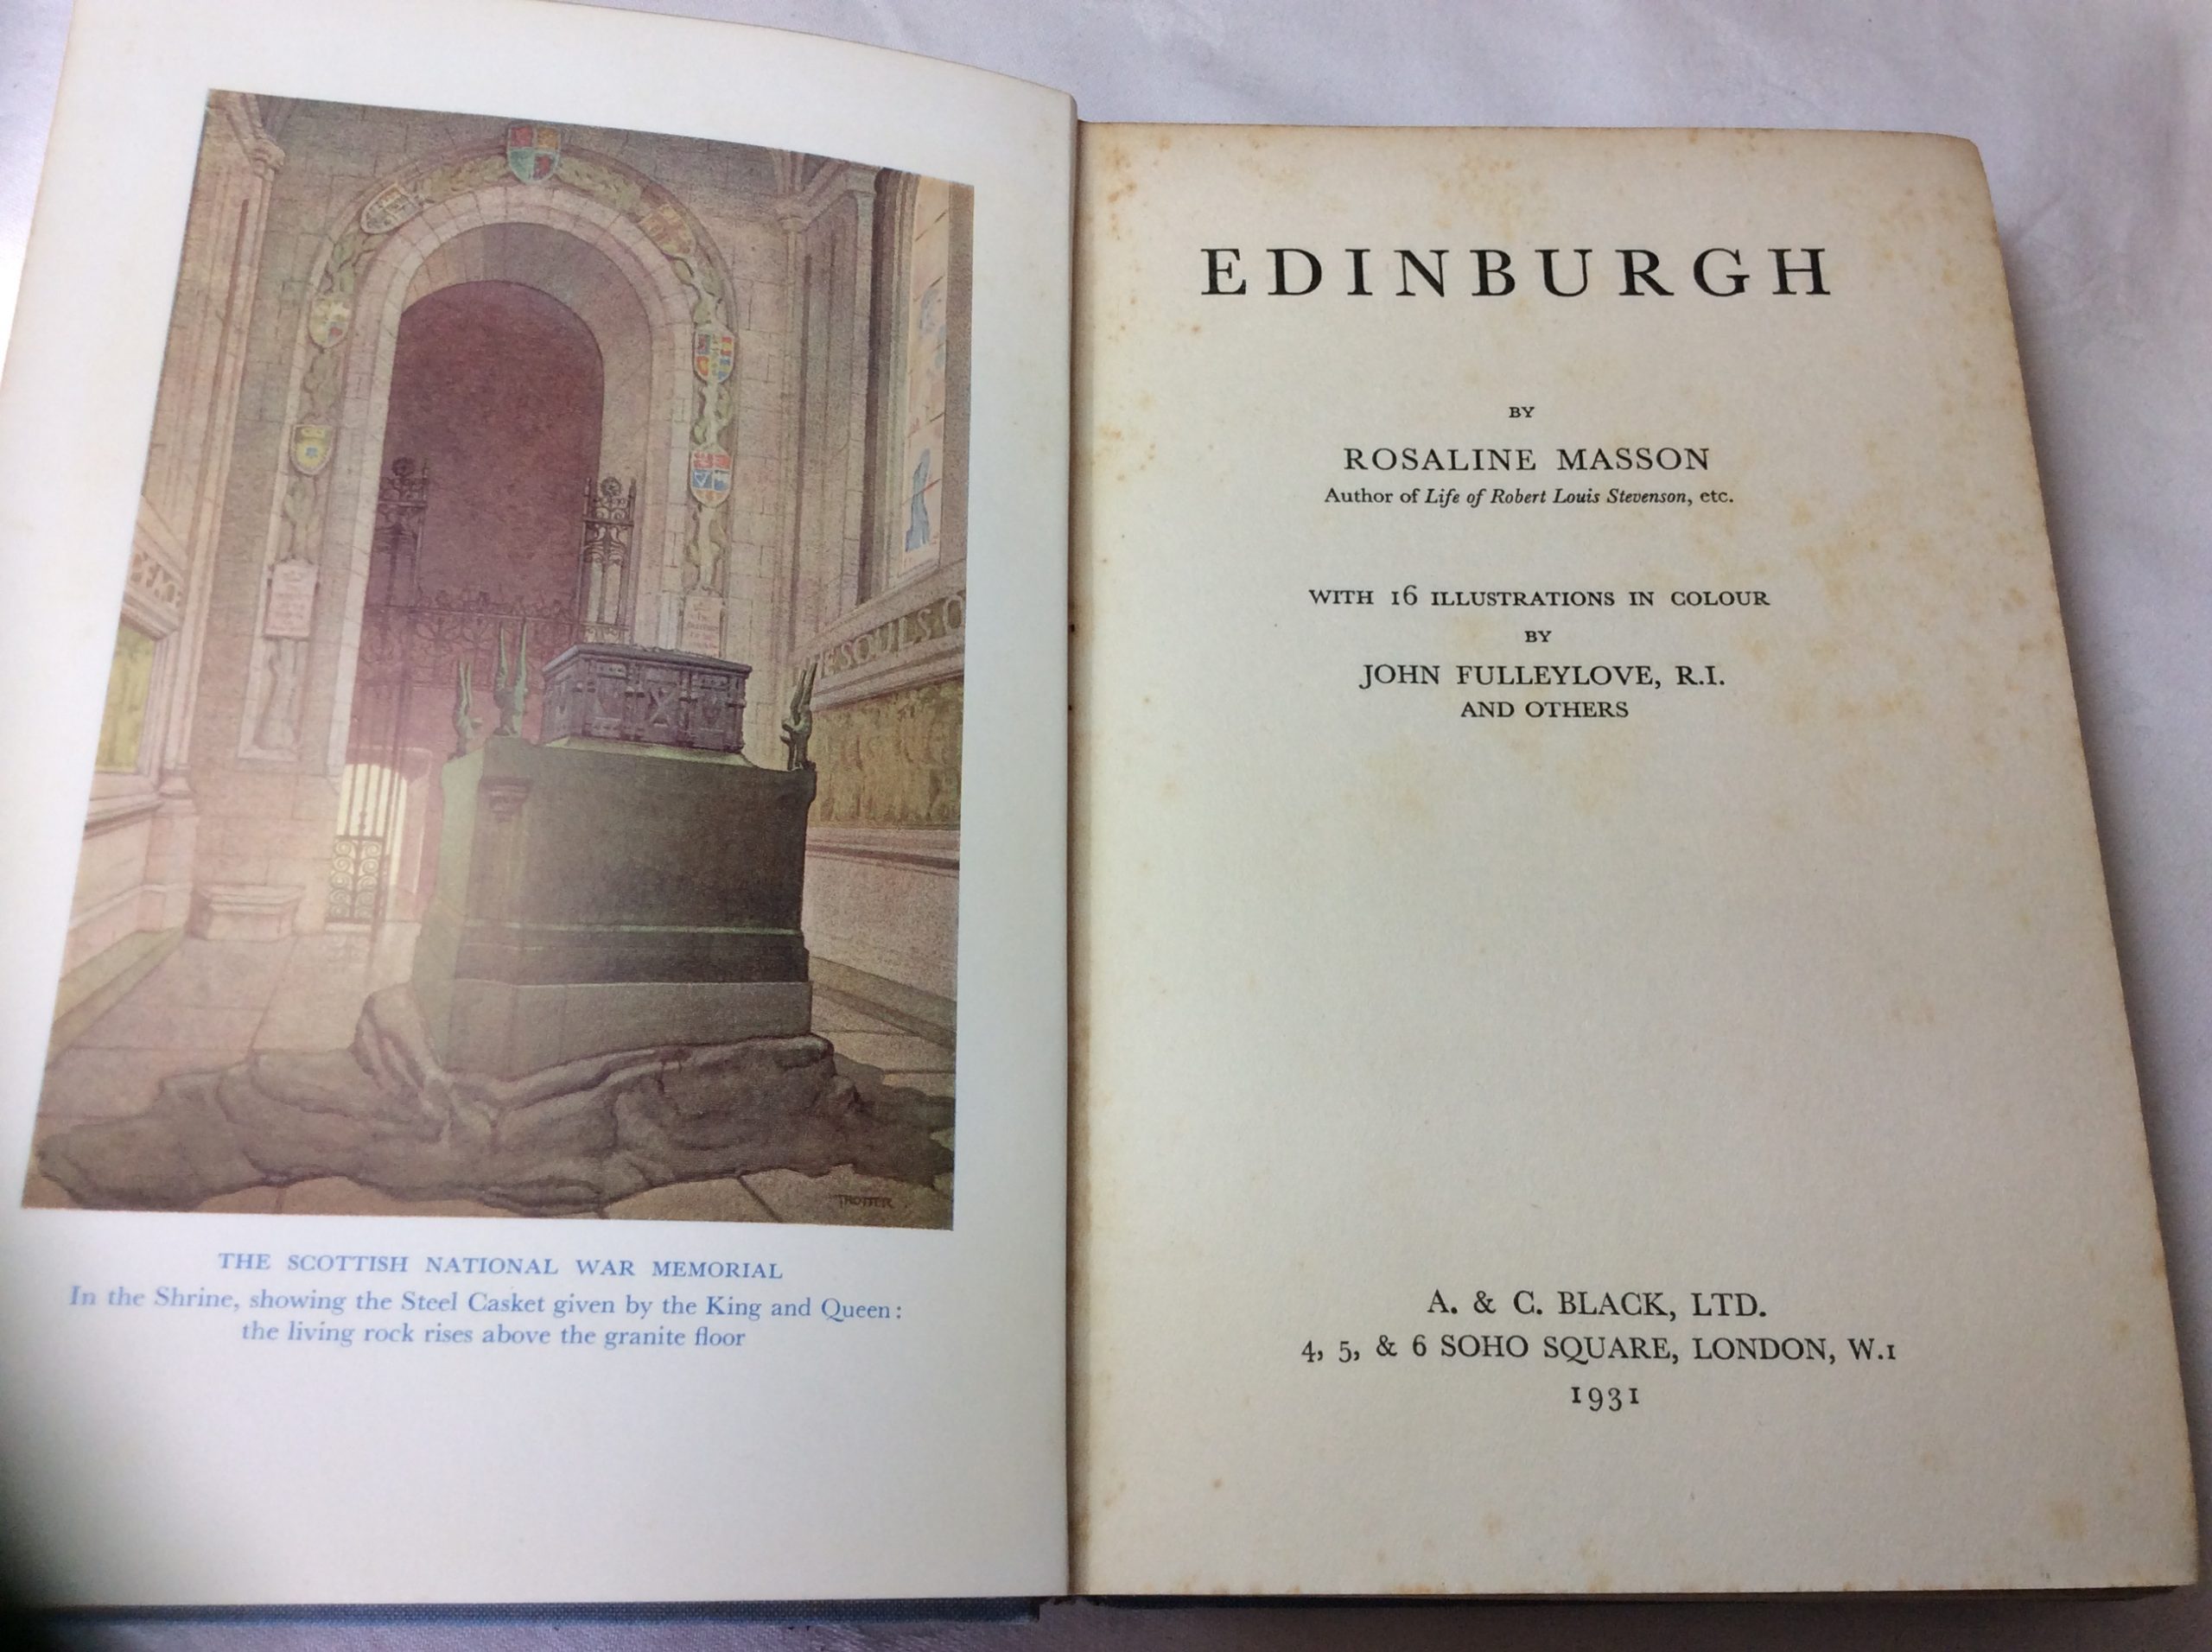 SOULS O
TROTTER
THE SCOTTISH NATIONAL WAR MEMORIAL
In the Shrine, showing the Steel Casket given by the King and Queen:
the living rock rises above the granite floor
EDINBURGH
BY
ROSALINE MASSON
Author of Life of Robert Louis Stevenson, etc.
WITH 16 ILLUSTRATIONS IN COLOUR
BY
JOHN FULLEYLOVE, R.I.
AND OTHERS
A. & C. BLACK, LTD.
4, 5, & 6 SOHO SQUARE, LONDON, W.1
1931